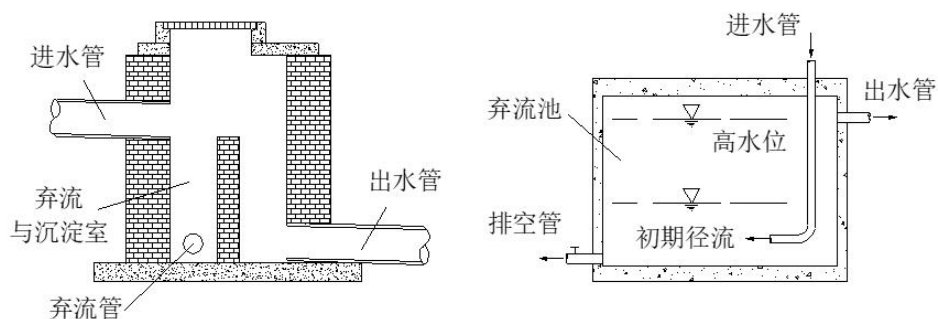 进水管
弃流
与沉淀室
弃流管
出水管
进水管
弃流池
高水位
出水管
排空管
初期径流